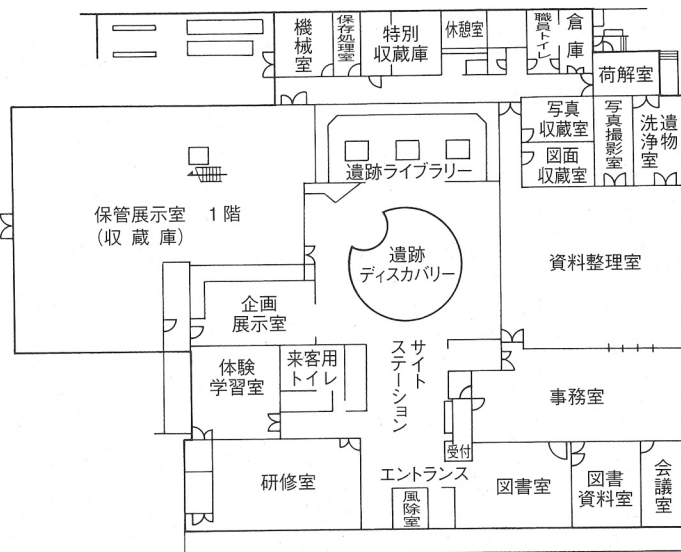 機械室
保存処理室
特別
収蔵庫
休憩室
職員トイレ
倉庫
荷解室
写真
収蔵室
写真撮影室
遺物
洗浄室
図面
収蔵室
遺跡ライブラリー
保管展示室 1階
(収蔵庫)
遺跡
ディスカバリー
資料整理室
企画
展示室
サイト
ステーション
体験
学習室
来客用
トイレ
事務室
受付
エントランス
研修室
風除室
図書室
図書
資料室
会議室